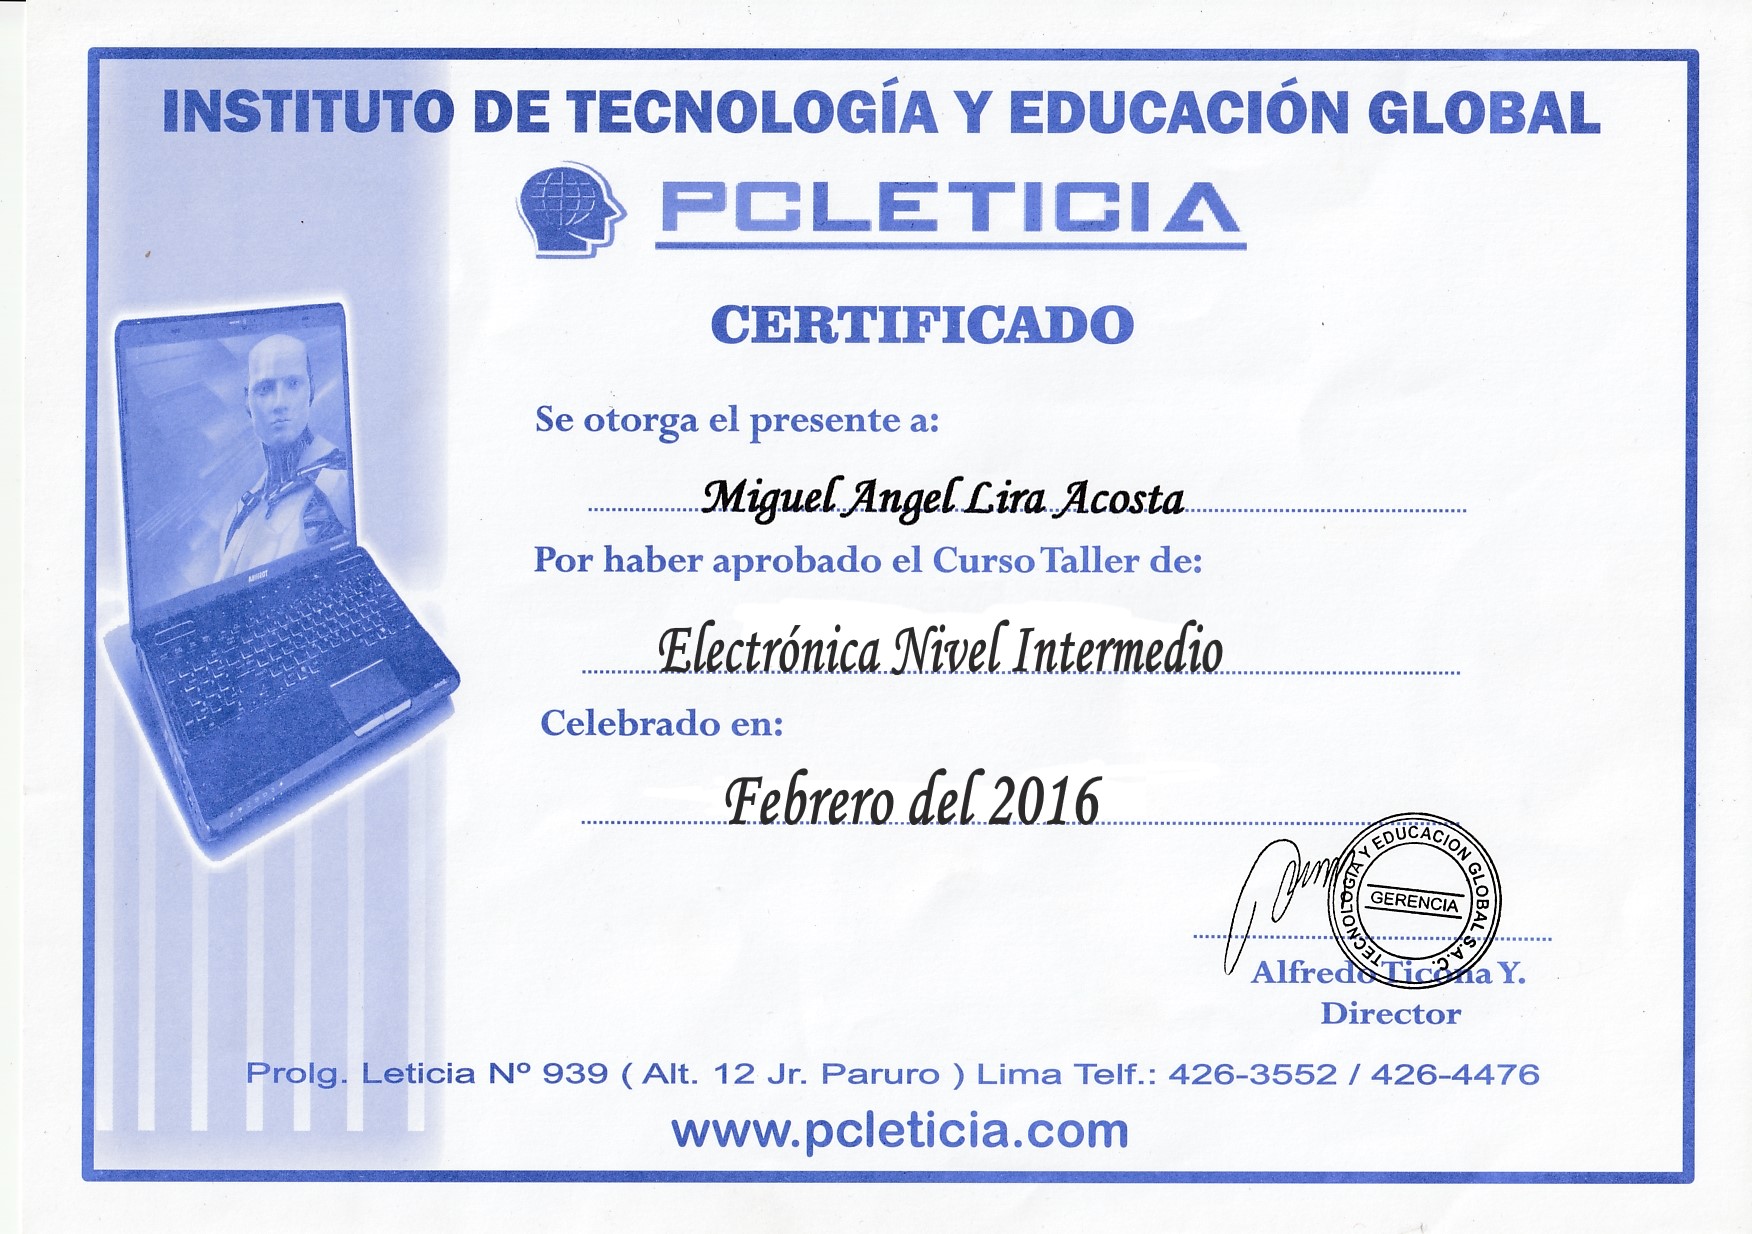 INSTITUTO DE TECNOLOGÍA Y EDUCACIÓN GLOBAL
PCLETICIA
CERTIFICADO
Se otorga el presente a:
Miguel Angel Lira Acosta
Por haber aprobado el Curso Taller de:
Electrónica Nivel Intermedio
Celebrado en:
Febrero del 2016
TECNOLOGIA Y EDUCACION GLOBAL S.A.C.
GERENCIA
Alfredo Ticona Y.
Director
Prolg. Leticia Nº 939 ( Alt. 12 Jr. Paruro ) Lima Telf.: 426-3552 / 426-4476
www.pcleticia.com